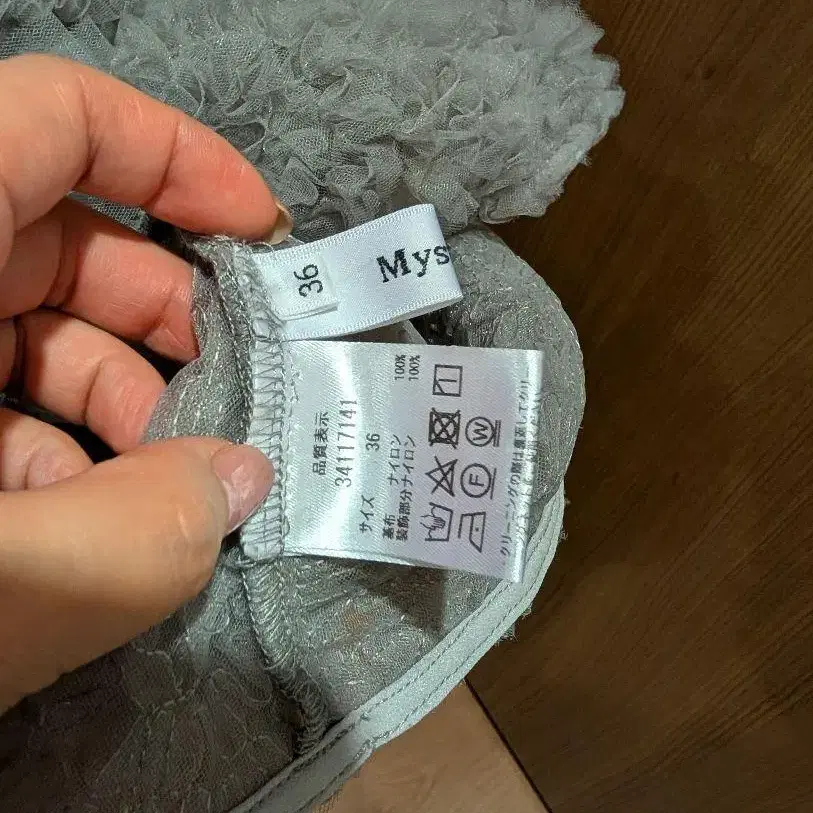 36
Mys
品質表示
34117141
サイズ 36
基布 ナイロン 100%
装飾部分ナイロン 100%
F W